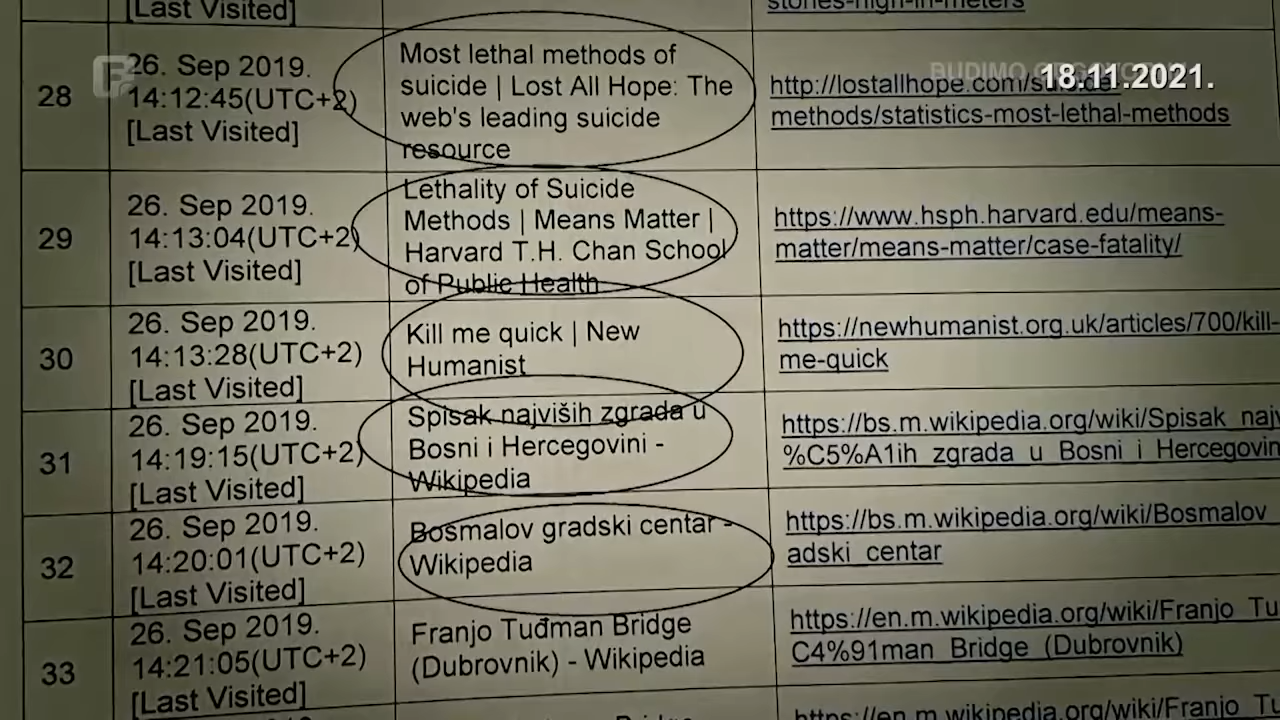 [Last Visited]
28
26. Sep 2019.
14:12:45(UTC+2)
[Last Visited]
Most lethal methods of
suicide | Lost All Hope: The
web's leading suicide
resource
methods/statistics-most-lethal-methods
18.11.2021.
29
26. Sep 2019.
14:13:04(UTC+2)
[Last Visited]
Lethality of Suicide
Methods | Means Matter |
Harvard T.H. Chan School
of Public Health
https://www.hsph.harvard.edu/means-
matter/means-matter/case-fatality/
30
26. Sep 2019.
14:13:28(UTC+2)
[Last Visited]
Kill me quick | New
Humanist
https://newhumanist.org.uk/articles/700/kill-
me-quick
31
26. Sep 2019.
14:19:15(UTC+2)
[Last Visited]
Spisak najviših zgrada u
Bosni i Hercegovini -
Wikipedia
https://bs.m.wikipedia.org/wiki/Spisak_naj
%C5%A1ih_zgrada_u_Bosni_i_Hercegovin
32
26. Sep 2019.
14:20:01(UTC+2)
[Last Visited]
Bosmalov gradski centar -
Wikipedia
https://bs.m.wikipedia.org/wiki/Bosmalov_
adski_centar
33
26. Sep 2019.
14:21:05(UTC+2)
[Last Visited]
Franjo Tuđman Bridge
(Dubrovnik) - Wikipedia
https://en.m.wikipedia.org/wiki/Franjo_Tu
C4%91man_Bridge_(Dubrovnik)